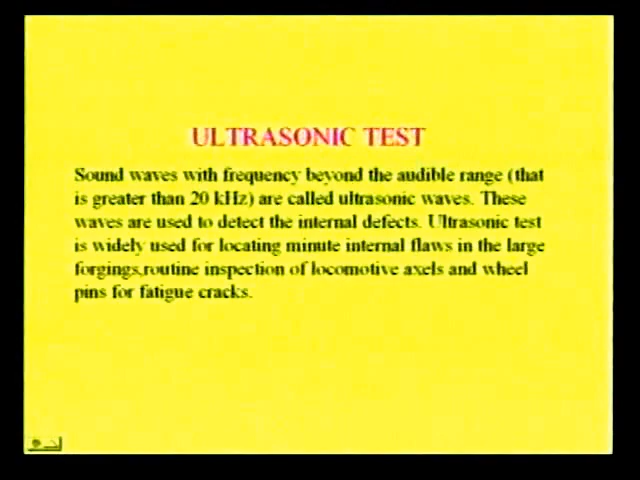 ULTRASONIC TEST
Sound waves with frequency beyond the audible range (that
is greater than 20 kHz) are called ultrasonic waves. These
waves are used to detect the internal defects. Ultrasonic test
is widely used for locating minute internal flaws in the large
forgings,routine inspection of locomotive axels and wheel
pins for fatigue cracks.